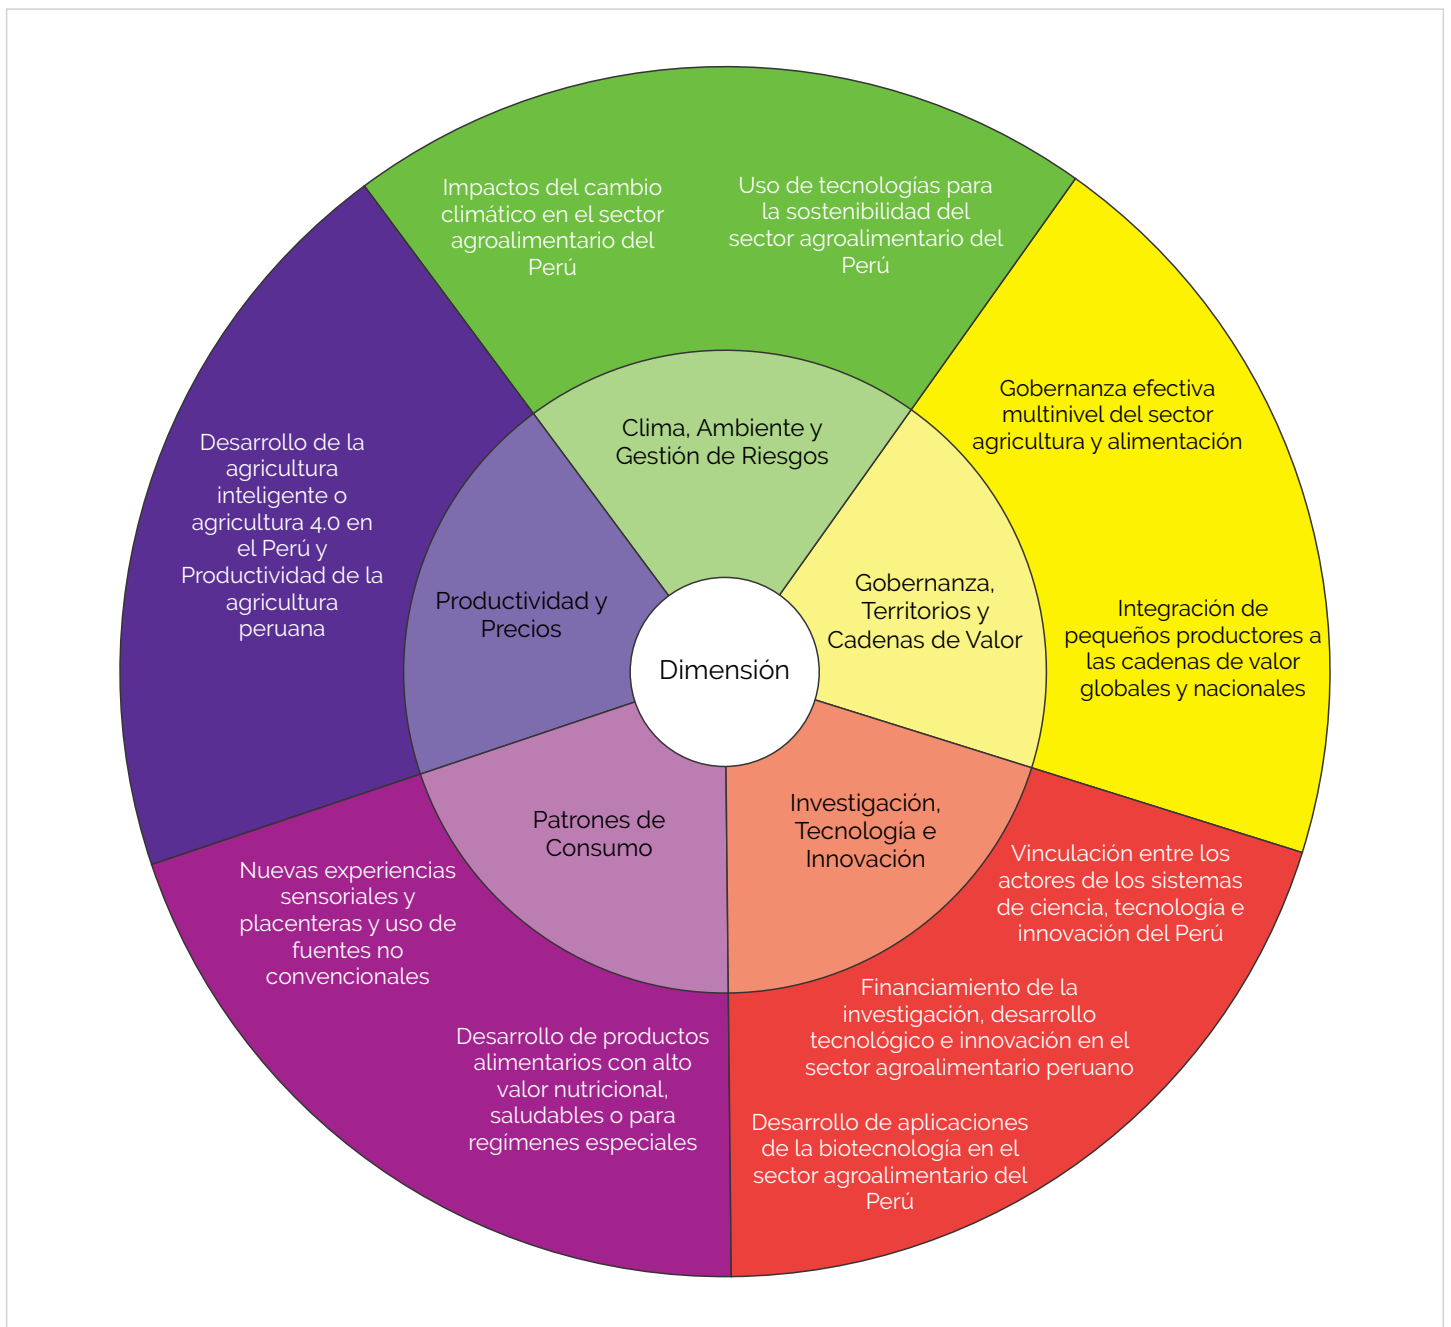 Impactos del cambio
climático en el sector
agroalimentario del
Perú
Uso de tecnologías para
la sostenibilidad del
sector agroalimentario del
Perú
Gobernanza efectiva
multinivel del sector
agricultura y alimentación
Integración de
pequeños productores a
las cadenas de valor
globales y nacionales
Desarrollo de la
agricultura
inteligente o
agricultura 4.0 en
el Perú y
Productividad de la
agricultura
peruana
Clima, Ambiente y
Gestión de Riesgos
Productividad y
Precios
Gobernanza,
Territorios y
Cadenas de Valor
Dimensión
Patrones de
Consumo
Investigación,
Tecnología e
Innovación
Nuevas experiencias
sensoriales y
placenteras y uso de
fuentes no
convencionales
Desarrollo de productos
alimentarios con alto
valor nutricional,
saludables o para
regímenes especiales
Vinculación entre los
actores de los sistemas
de ciencia, tecnología e
innovación del Perú
Financiamiento de la
investigación, desarrollo
tecnológico e innovación en el
sector agroalimentario peruano
Desarrollo de aplicaciones
de la biotecnología en el
sector agroalimentario del
Perú